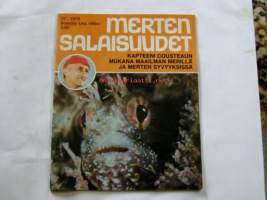 MERTEN
SALAISUUDET
KAPTEENI COUSTEAUN
MUKANA MAAILMAN MERILLÄ
JA MERTEN SYVYYKSISSÄ